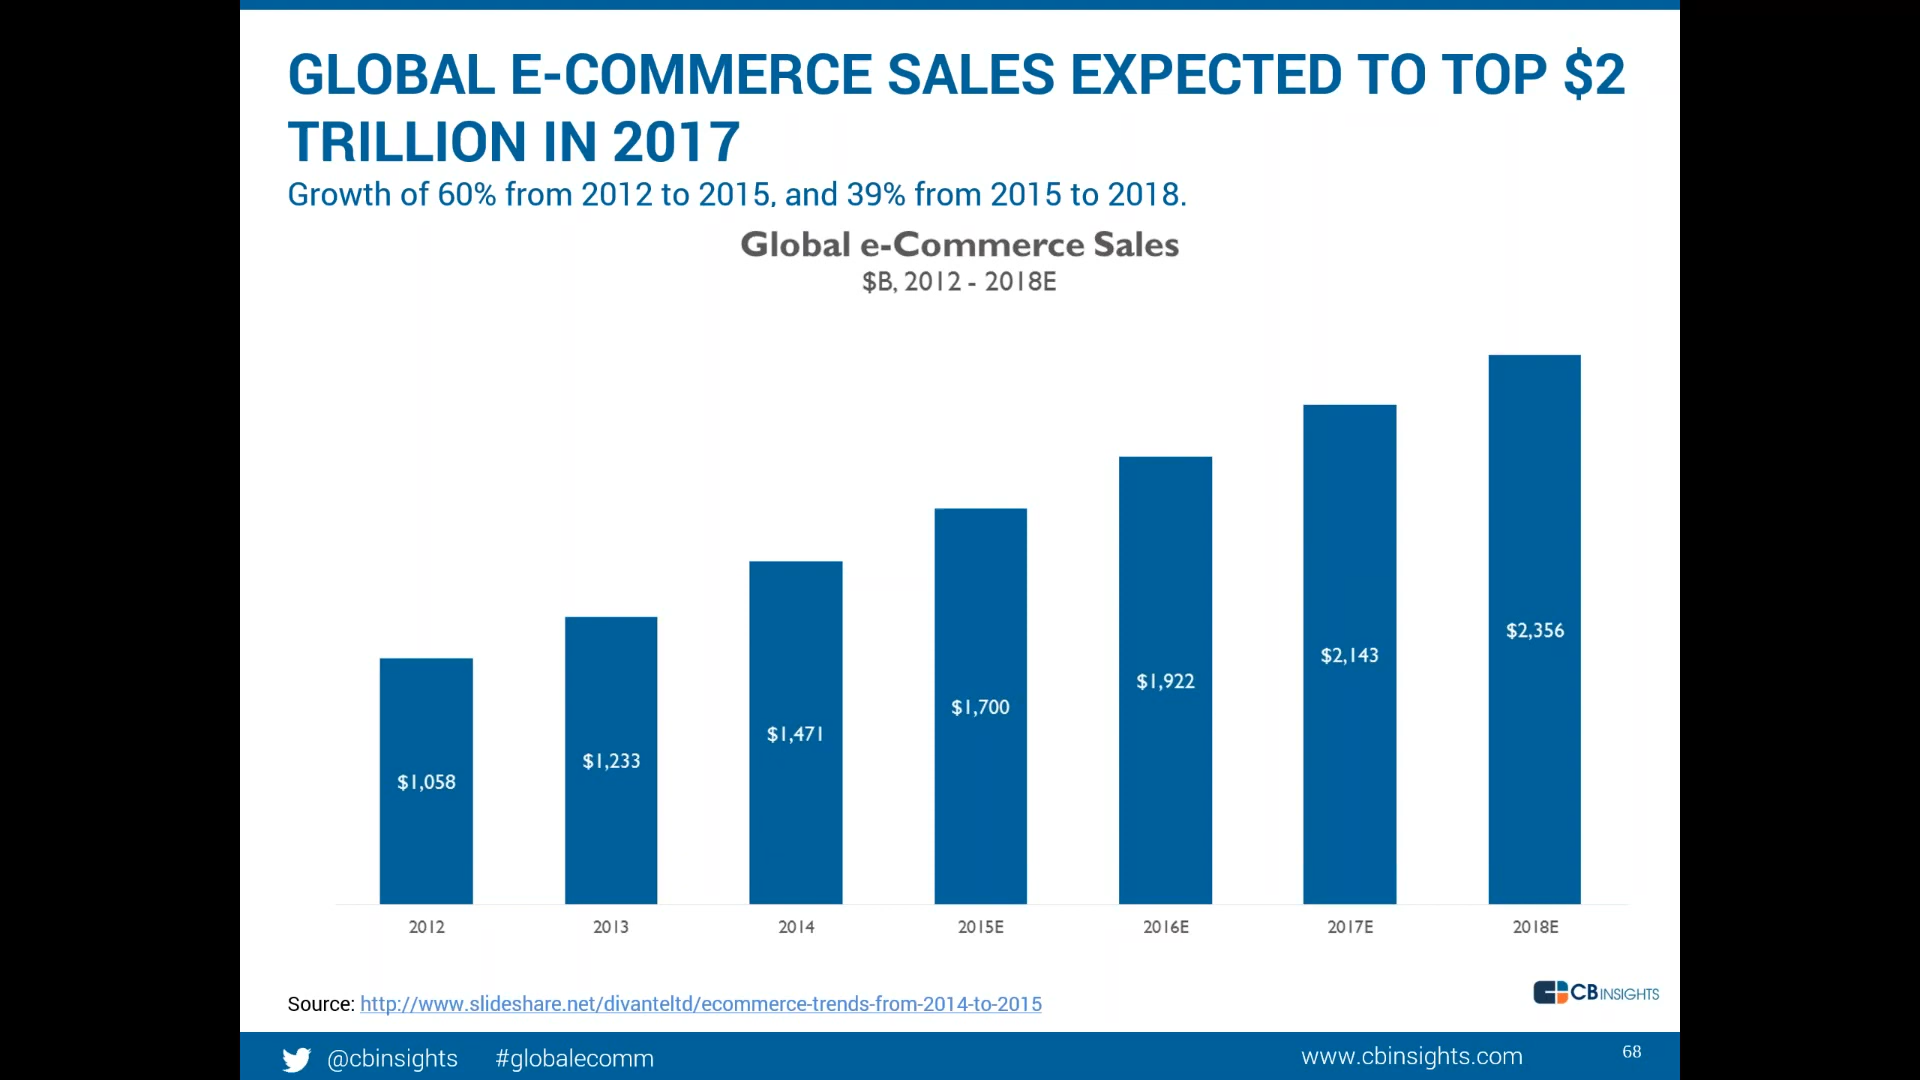 GLOBAL E-COMMERCE SALES EXPECTED TO TOP $2
TRILLION IN 2017
Growth of 60% from 2012 to 2015, and 39% from 2015 to 2018.
Global e-Commerce Sales
$B, 2012 - 2018E
$1,058
$1,233
$1,471
$1,700
$1,922
$2,143
$2,356
2012
2013
2014
2015E
2016E
2017E
2018E
Source: http://www.slideshare.net/divanteltd/ecommerce-trends-from-2014-to-2015
CBINSIGHTS
@cbinsights #globalecomm
www.cbinsights.com
68